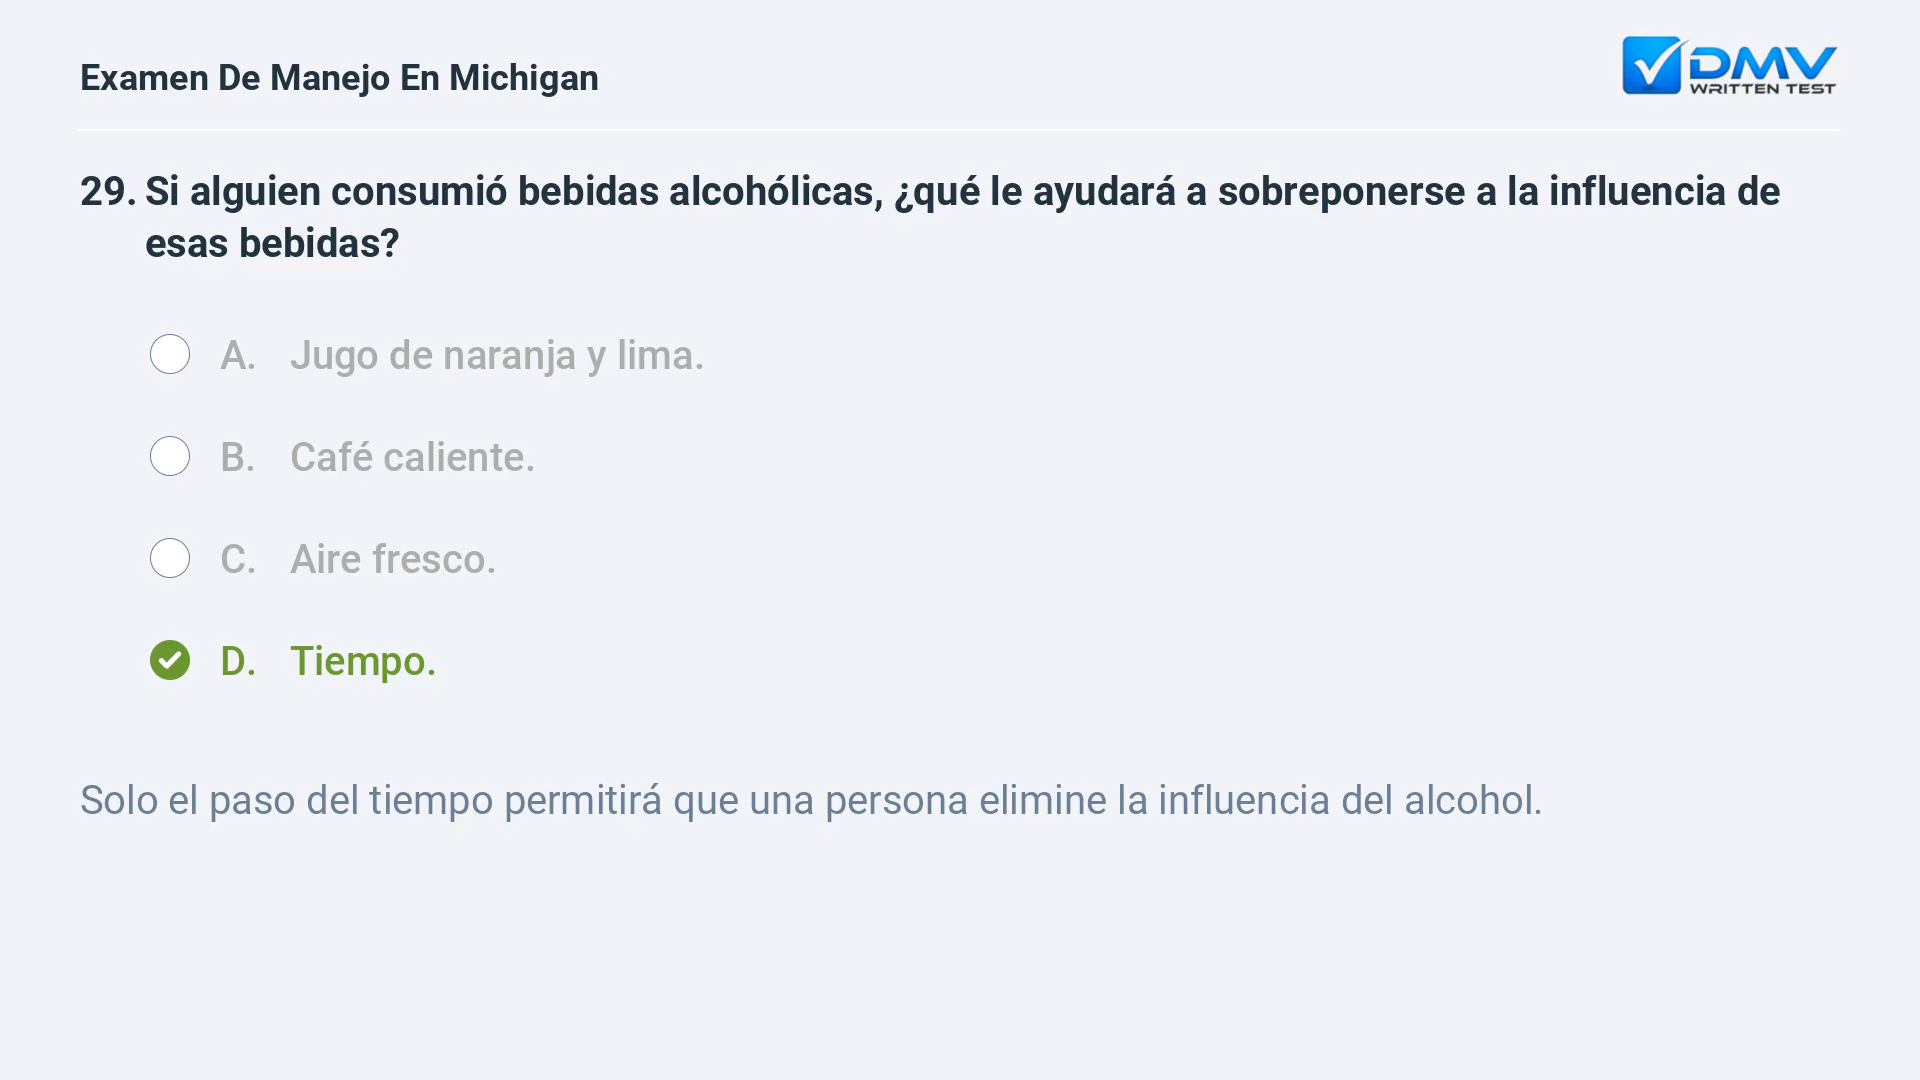 Examen De Manejo En Michigan
DMV
WRITTEN TEST
29. Si alguien consumió bebidas alcohólicas, ¿qué le ayudará a sobreponerse a la influencia de
esas bebidas?
A. Jugo de naranja y lima.
B. Café caliente.
C. Aire fresco.
D. Tiempo.
Solo el paso del tiempo permitirá que una persona elimine la influencia del alcohol.